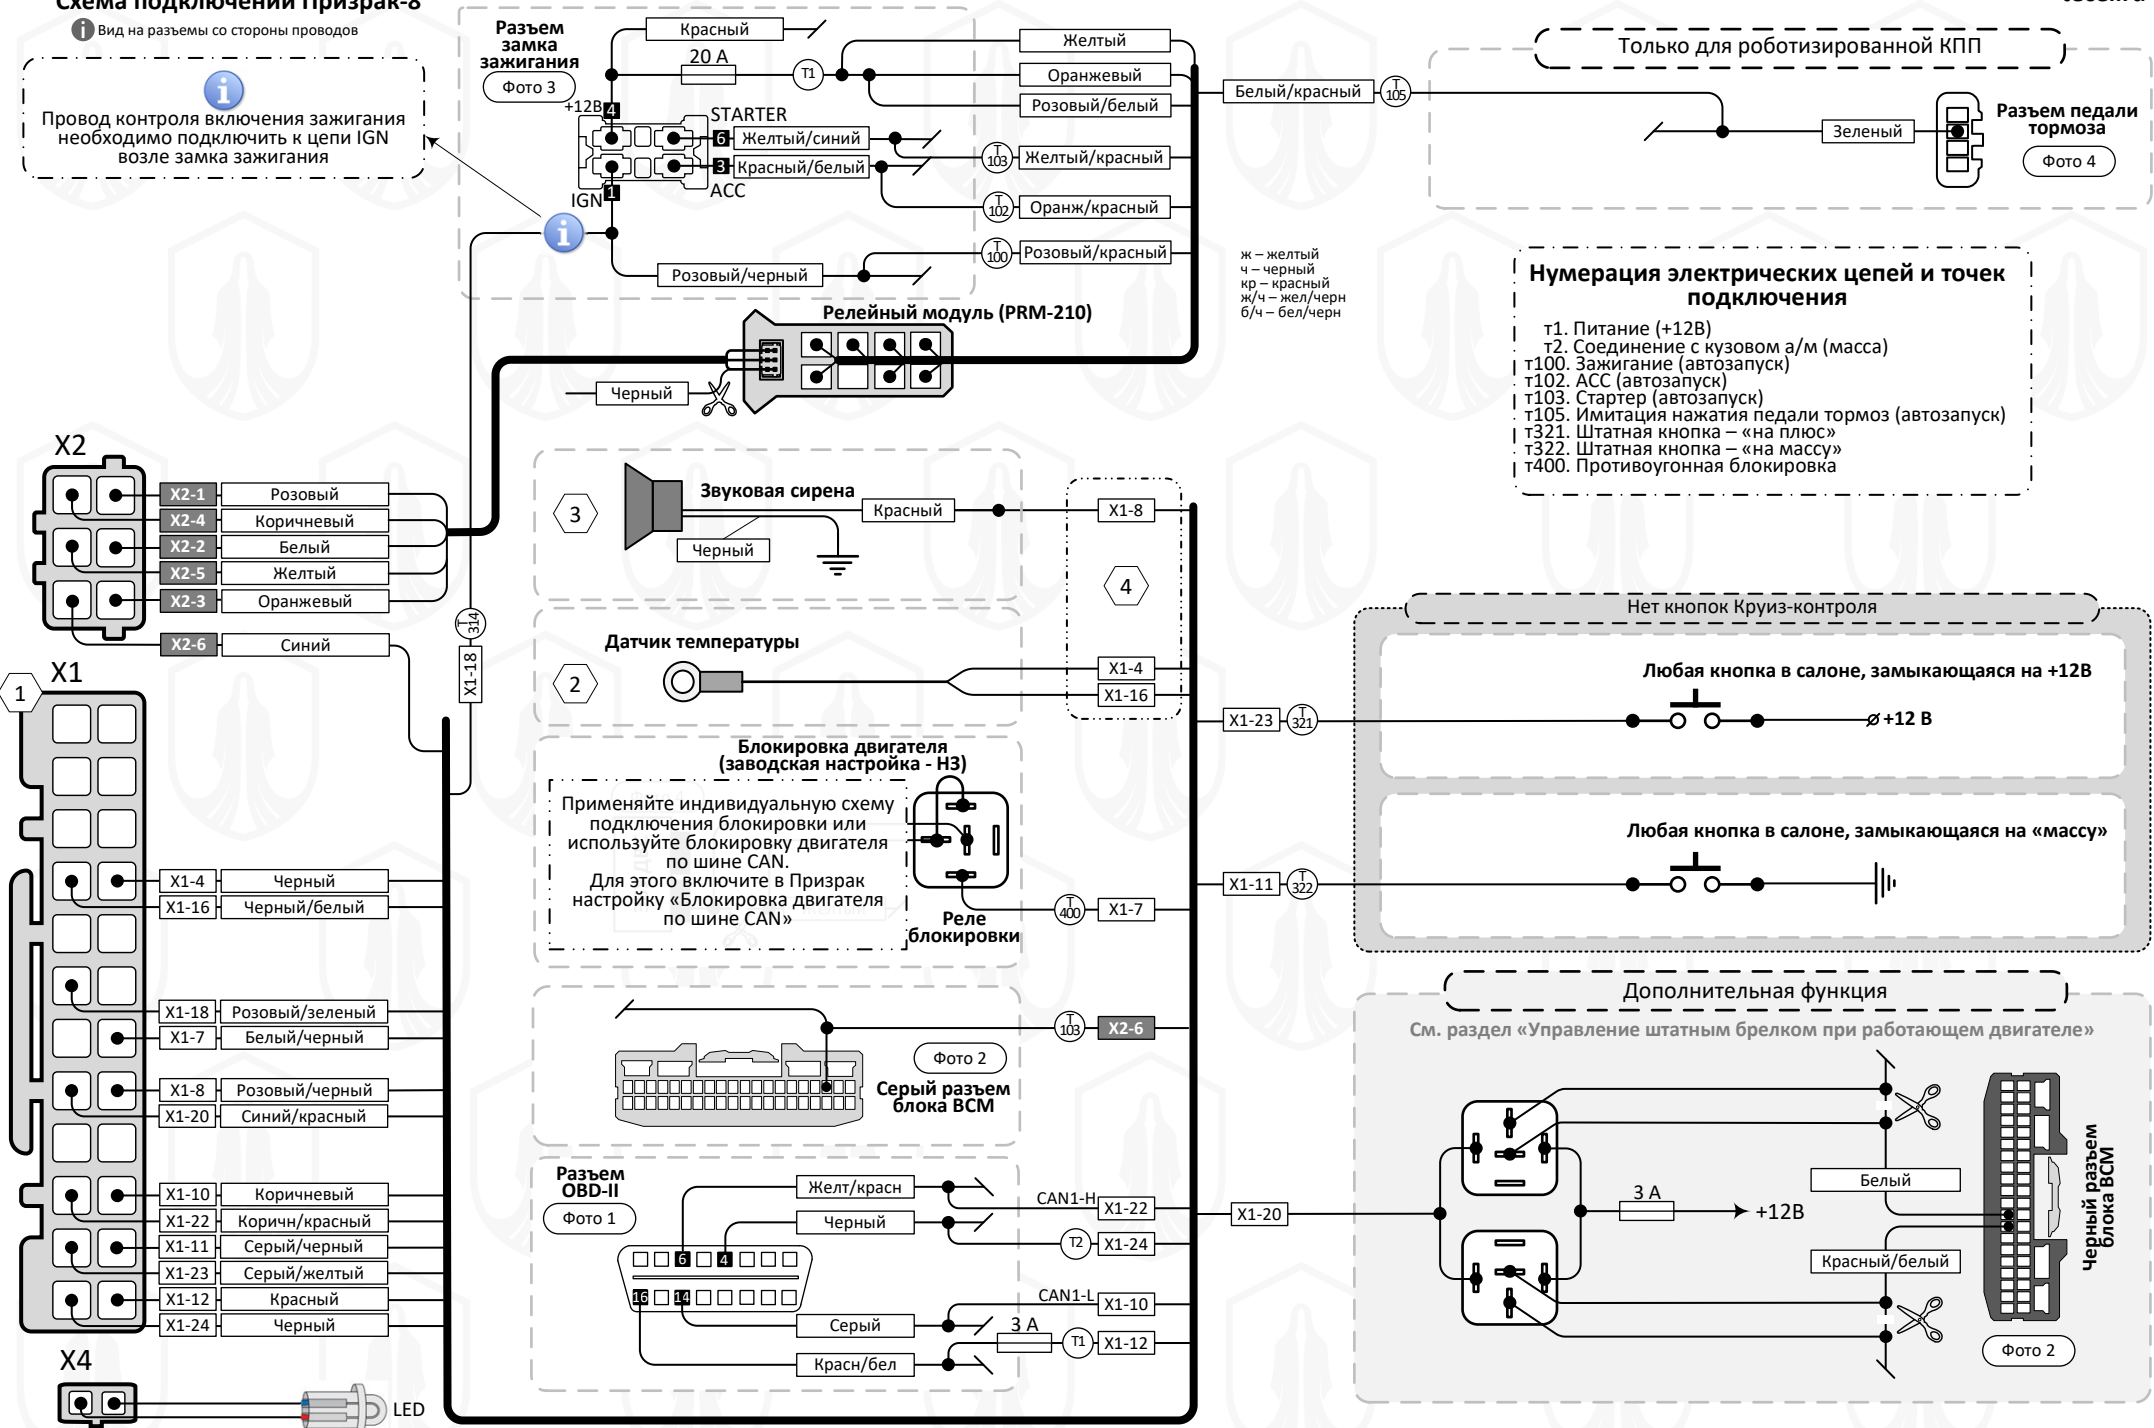 Схема подключений Призрак-8
i Вид на разъемы со стороны проводов
i
Провод контроля включения зажигания
необходимо подключить к цепи IGN
возле замка зажигания
Разъем
замка
зажигания
Фото 3
Красный
20 А
T1
+12В
4
STARTER
6
Желтый/синий
3
Красный/белый
ACC
IGN
1
i
Розовый/черный
Желтый
Оранжевый
Розовый/белый
T 103
Желтый/красный
T 102
Оранж/красный
T 100
Розовый/красный
Белый/красный
T 105
Только для роботизированной КПП
Зеленый
Разъем педали
тормоза
Фото 4
ж – желтый
ч – черный
кр – красный
ж/ч – жел/черн
б/ч – бел/черн
Нумерация электрических цепей и точек
подключения
т1. Питание (+12В)
т2. Соединение с кузовом а/м (масса)
т100. Зажигание (автозапуск)
т102. АСС (автозапуск)
т103. Стартер (автозапуск)
т105. Имитация нажатия педали тормоз (автозапуск)
т321. Штатная кнопка – «на плюс»
т322. Штатная кнопка – «на массу»
т400. Противоугонная блокировка
Релейный модуль (PRM-210)
Черный
X2
X2-1 Розовый
X2-4 Коричневый
X2-2 Белый
X2-5 Желтый
X2-3 Оранжевый
X2-6 Синий
T 314
X1-18
3
Звуковая сирена
Красный
Черный
X1-8
4
2
Датчик температуры
X1-4
X1-16
X1
1
X1-4 Черный
X1-16 Черный/белый
X1-18 Розовый/зеленый
X1-7 Белый/черный
X1-8 Розовый/черный
X1-20 Синий/красный
X1-10 Коричневый
X1-22 Коричн/красный
X1-11 Серый/черный
X1-23 Серый/желтый
X1-12 Красный
X1-24 Черный
X4
LED
Блокировка двигателя
(заводская настройка - НЗ)
Применяйте индивидуальную схему
подключения блокировки или
используйте блокировку двигателя
по шине CAN.
Для этого включите в Призрак
настройку «Блокировка двигателя
по шине CAN»
Реле
блокировки
T 400
X1-7
T 103
X2-6
Фото 2
Серый разъем
блока BCM
Разъем
OBD-II
Фото 1
Желт/красн
Черный
6
4
16
14
Серый
Красн/бел
CAN1-H
X1-22
T2
X1-24
CAN1-L
X1-10
3 А
T1
X1-12
Нет кнопок Круиз-контроля
Любая кнопка в салоне, замыкающаяся на +12В
X1-23
T 321
+12 В
Любая кнопка в салоне, замыкающаяся на «массу»
X1-11
T 322
Дополнительная функция
См. раздел «Управление штатным брелком при работающем двигателе»
X1-20
3 А
+12В
Белый
Красный/белый
Черный разъем
блока BCM
Фото 2